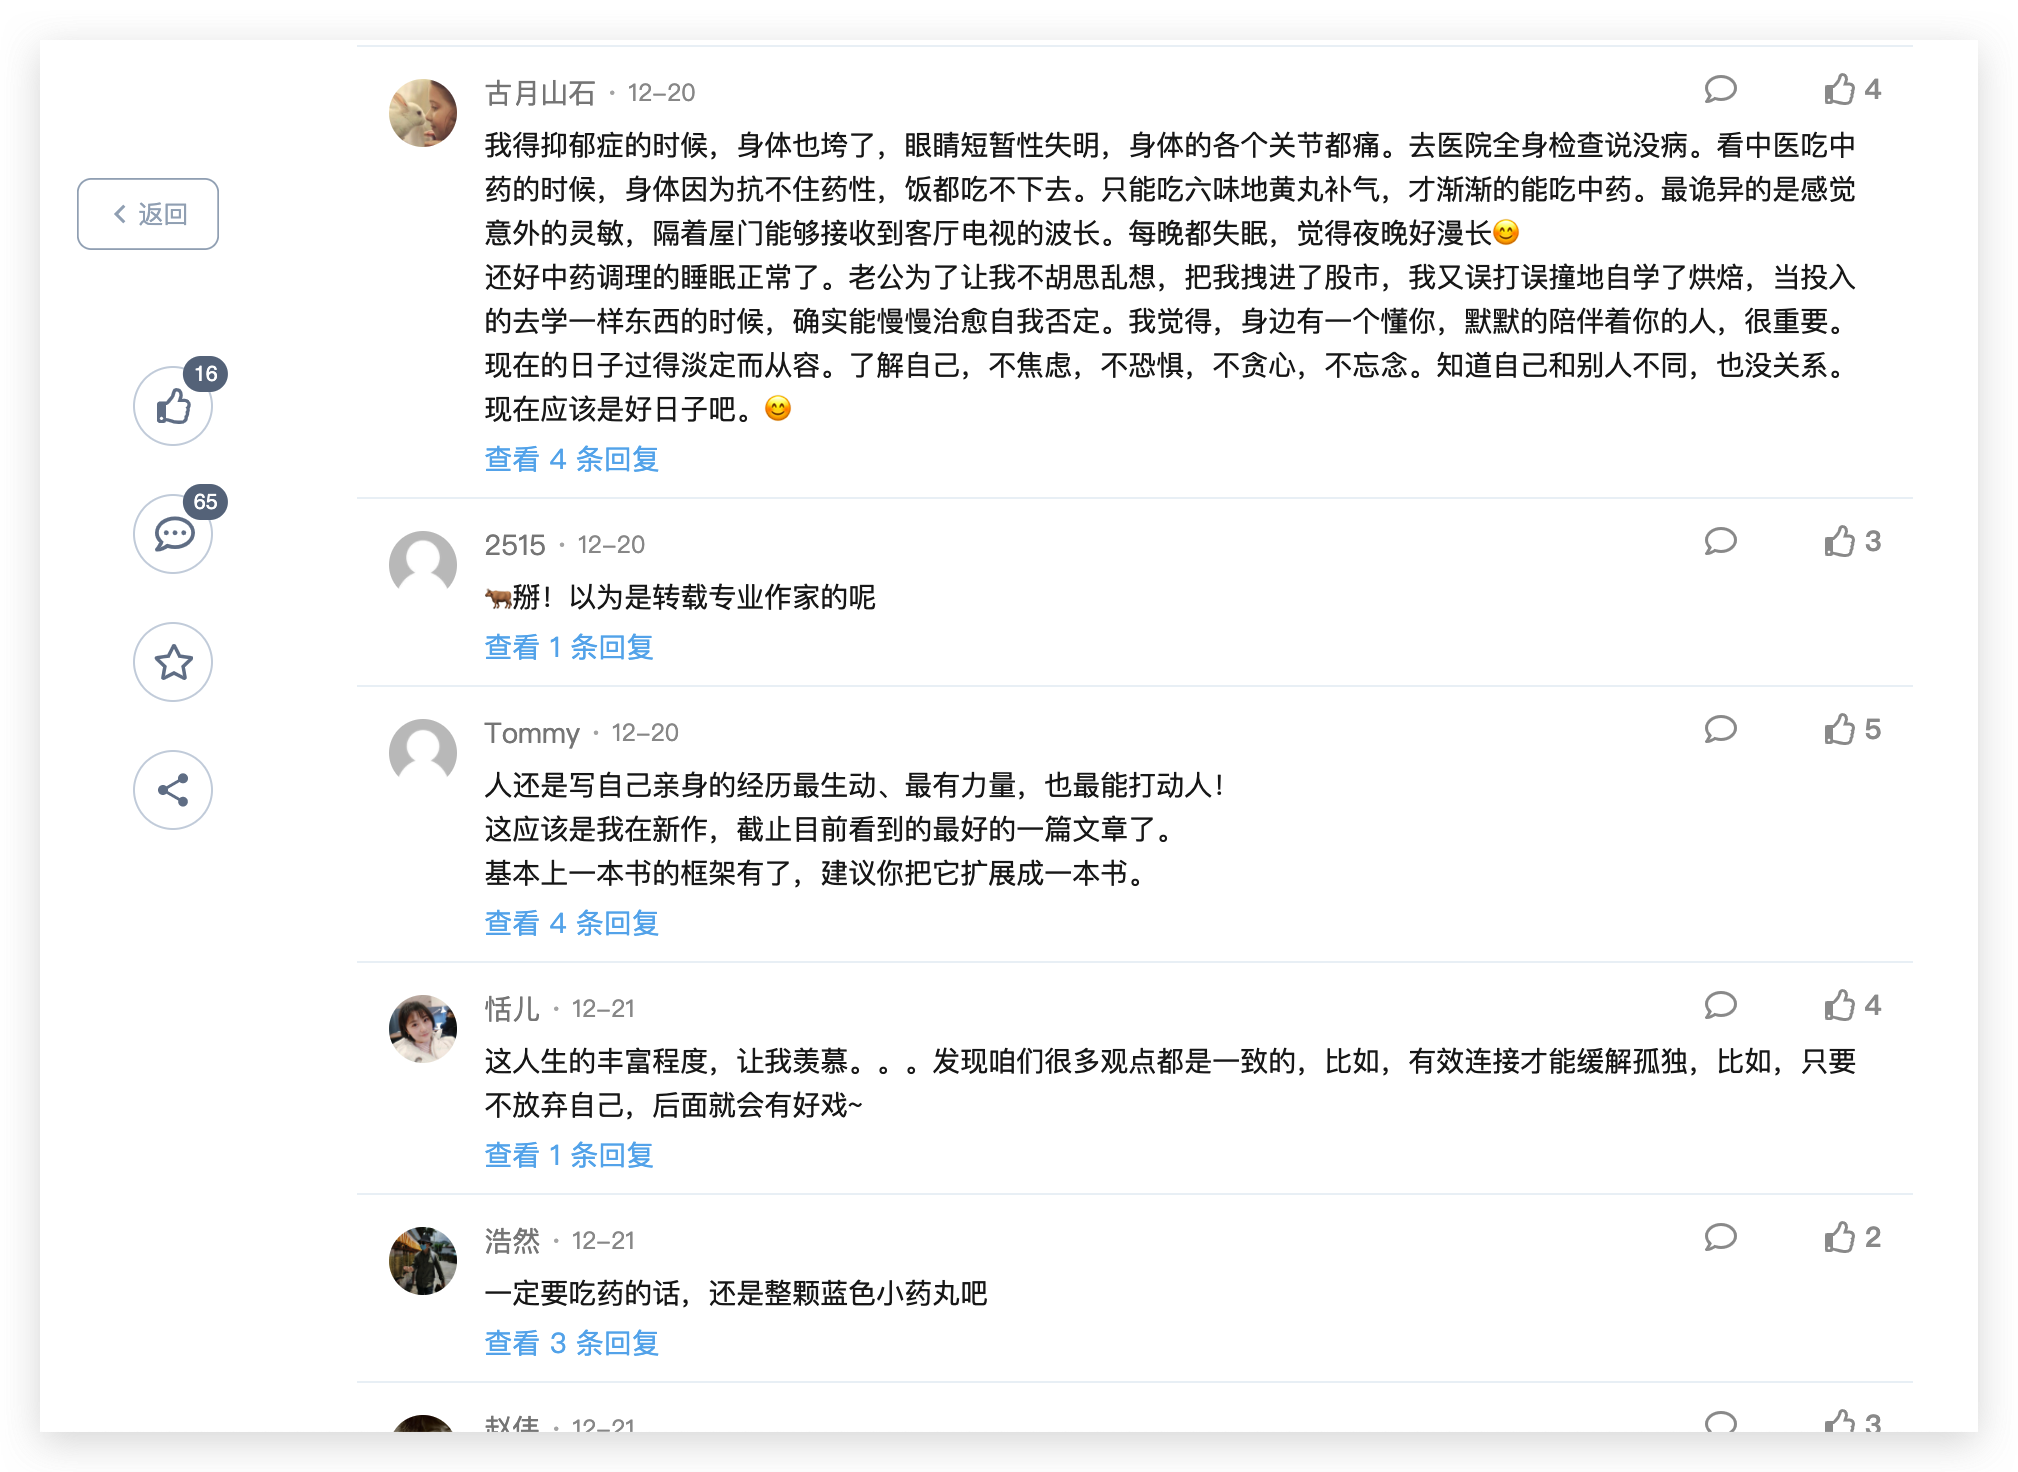 返回
16
65
古月山石 · 12-20
4
我得抑郁症的时候，身体也垮了，眼睛短暂性失明，身体的各个关节都痛。去医院全身检查说没病。看中医吃中
药的时候，身体因为抗不住药性，饭都吃不下去。只能吃六味地黄丸补气，才渐渐的能吃中药。最诡异的是感觉
意外的灵敏，隔着屋门能够接收到客厅电视的波长。每晚都失眠，觉得夜晚好漫长😊
还好中药调理的睡眠正常了。老公为了让我不胡思乱想，把我拽进了股市，我又误打误撞地自学了烘焙，当投入
的去学一样东西的时候，确实能慢慢治愈自我否定。我觉得，身边有一个懂你，默默的陪伴着你的人，很重要。
现在的日子过得淡定而从容。了解自己，不焦虑，不恐惧，不贪心，不忘念。知道自己和别人不同，也没关系。
现在应该是好日子吧。😊
查看 4 条回复
2515 · 12-20
3
🐂掰！以为是转载专业作家的呢
查看 1 条回复
Tommy · 12-20
5
人还是写自己亲身的经历最生动、最有力量，也最能打动人！
这应该是我在新作，截止目前看到的最好的一篇文章了。
基本上一本书的框架有了，建议你把它扩展成一本书。
查看 4 条回复
恬儿 · 12-21
4
这人生的丰富程度，让我羡慕。。。发现咱们很多观点都是一致的，比如，有效连接才能缓解孤独，比如，只要
不放弃自己，后面就会有好戏~
查看 1 条回复
浩然 · 12-21
2
一定要吃药的话，还是整颗蓝色小药丸吧
查看 3 条回复
赵伟 · 12-21
3